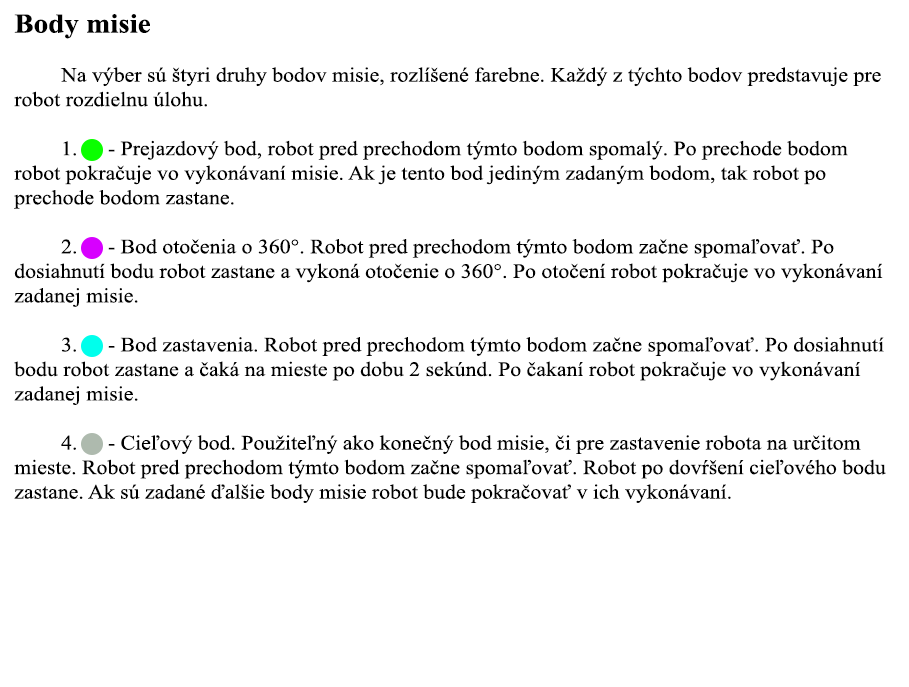 Body misie
Na výber sú štyri druhy bodov misie, rozlíšené farebne. Každý z týchto bodov predstavuje pre
robot rozdielnu úlohu.
1. - Prejazdový bod, robot pred prechodom týmto bodom spomalý. Po prechode bodom
robot pokračuje vo vykonávaní misie. Ak je tento bod jediným zadaným bodom, tak robot po
prechode bodom zastane.
2. - Bod otočenia o 360°. Robot pred prechodom týmto bodom začne spomaľovať. Po
dosiahnutí bodu robot zastane a vykoná otočenie o 360°. Po otočení robot pokračuje vo vykonávaní
zadanej misie.
3. - Bod zastavenia. Robot pred prechodom týmto bodom začne spomaľovať. Po dosiahnutí
bodu robot zastane a čaká na mieste po dobu 2 sekúnd. Po čakaní robot pokračuje vo vykonávaní
zadanej misie.
4. - Cieľový bod. Použiteľný ako konečný bod misie, či pre zastavenie robota na určitom
mieste. Robot pred prechodom týmto bodom začne spomaľovať. Robot po dovŕšení cieľového bodu
zastane. Ak sú zadané ďalšie body misie robot bude pokračovať v ich vykonávaní.